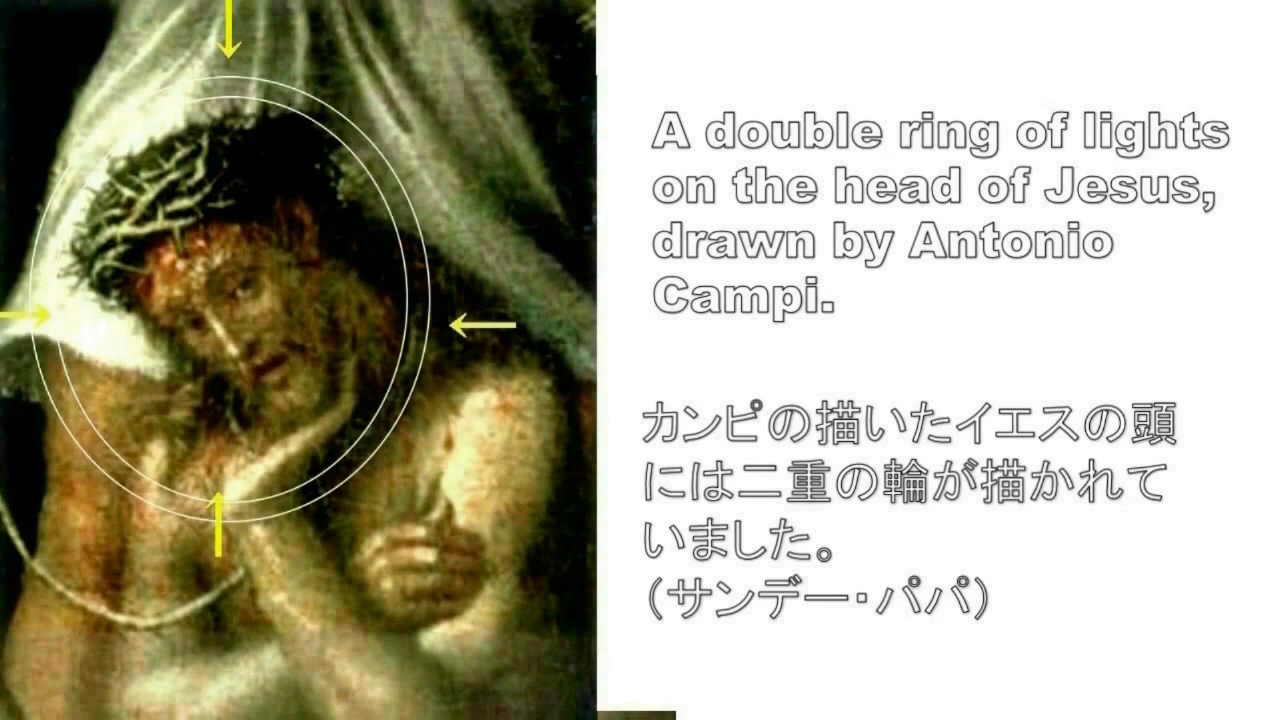 A double ring of lights
on the head of Jesus,
drawn by Antonio
Campi.
カンピの描いたイエスの頭
には二重の輪が描かれて
いました。
(サンデー・パパ)